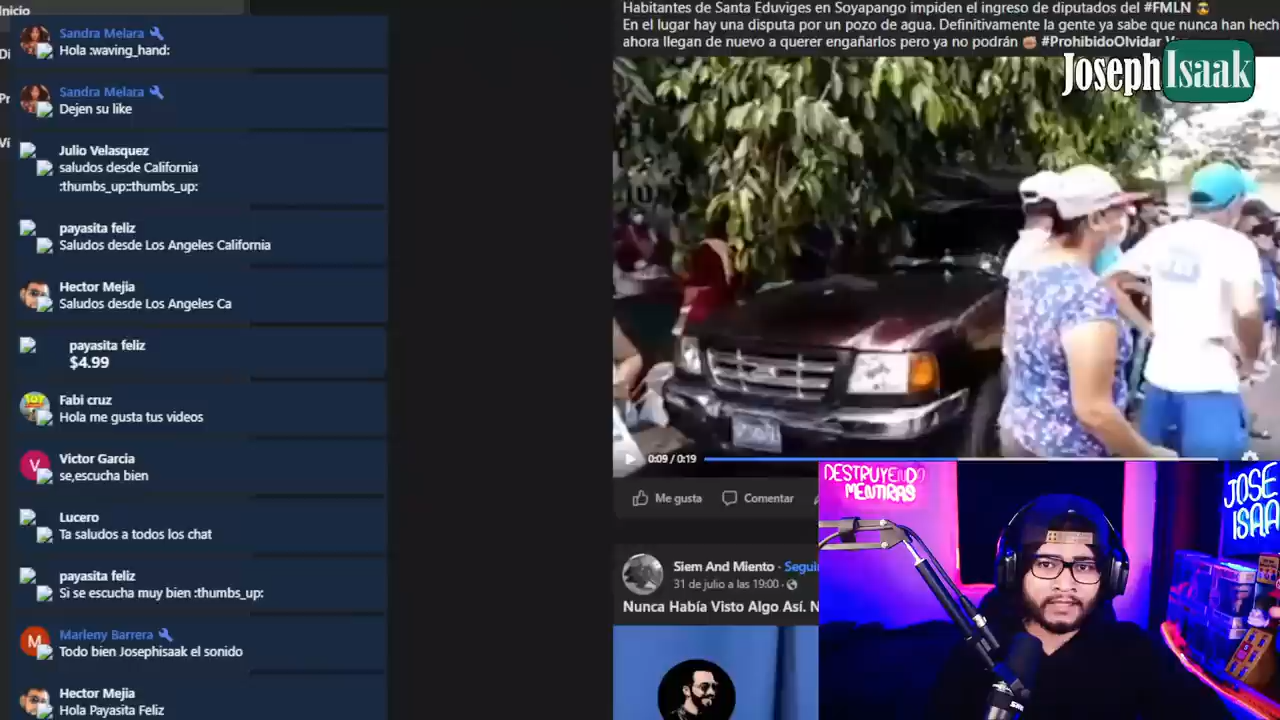 Inicio
Sandra Melara
Hola :waving_hand:
Sandra Melara
Dejen su like
Julio Velasquez
saludos desde California
:thumbs_up::thumbs_up:
payasita feliz
Saludos desde Los Angeles California
Hector Mejia
Saludos desde Los Angeles Ca
payasita feliz
$4.99
Fabi cruz
Hola me gusta tus videos
Victor Garcia
se,escucha bien
Lucero
Ta saludos a todos los chat
payasita feliz
Si se escucha muy bien :thumbs_up:
Marleny Barrera
Todo bien Josephisaak el sonido
Hector Mejia
Hola Payasita Feliz
Habitantes de Santa Eduviges en Soyapango impiden el ingreso de diputados del #FMLN 😎
En el lugar hay una disputa por un pozo de agua. Definitivamente la gente ya sabe que nunca han hech
ahora llegan de nuevo a querer engañarlos pero ya no podrán ✊🏽 #ProhibidoOlvidar
Joseph Isaak
0:09 / 0:19
Me gusta
Comentar
Siem And Miento · Segui
31 de julio a las 19:00 ·
Nunca Había Visto Algo Así. N
DESTRUYENDO
MENTIRAS
JOSE
ISAA